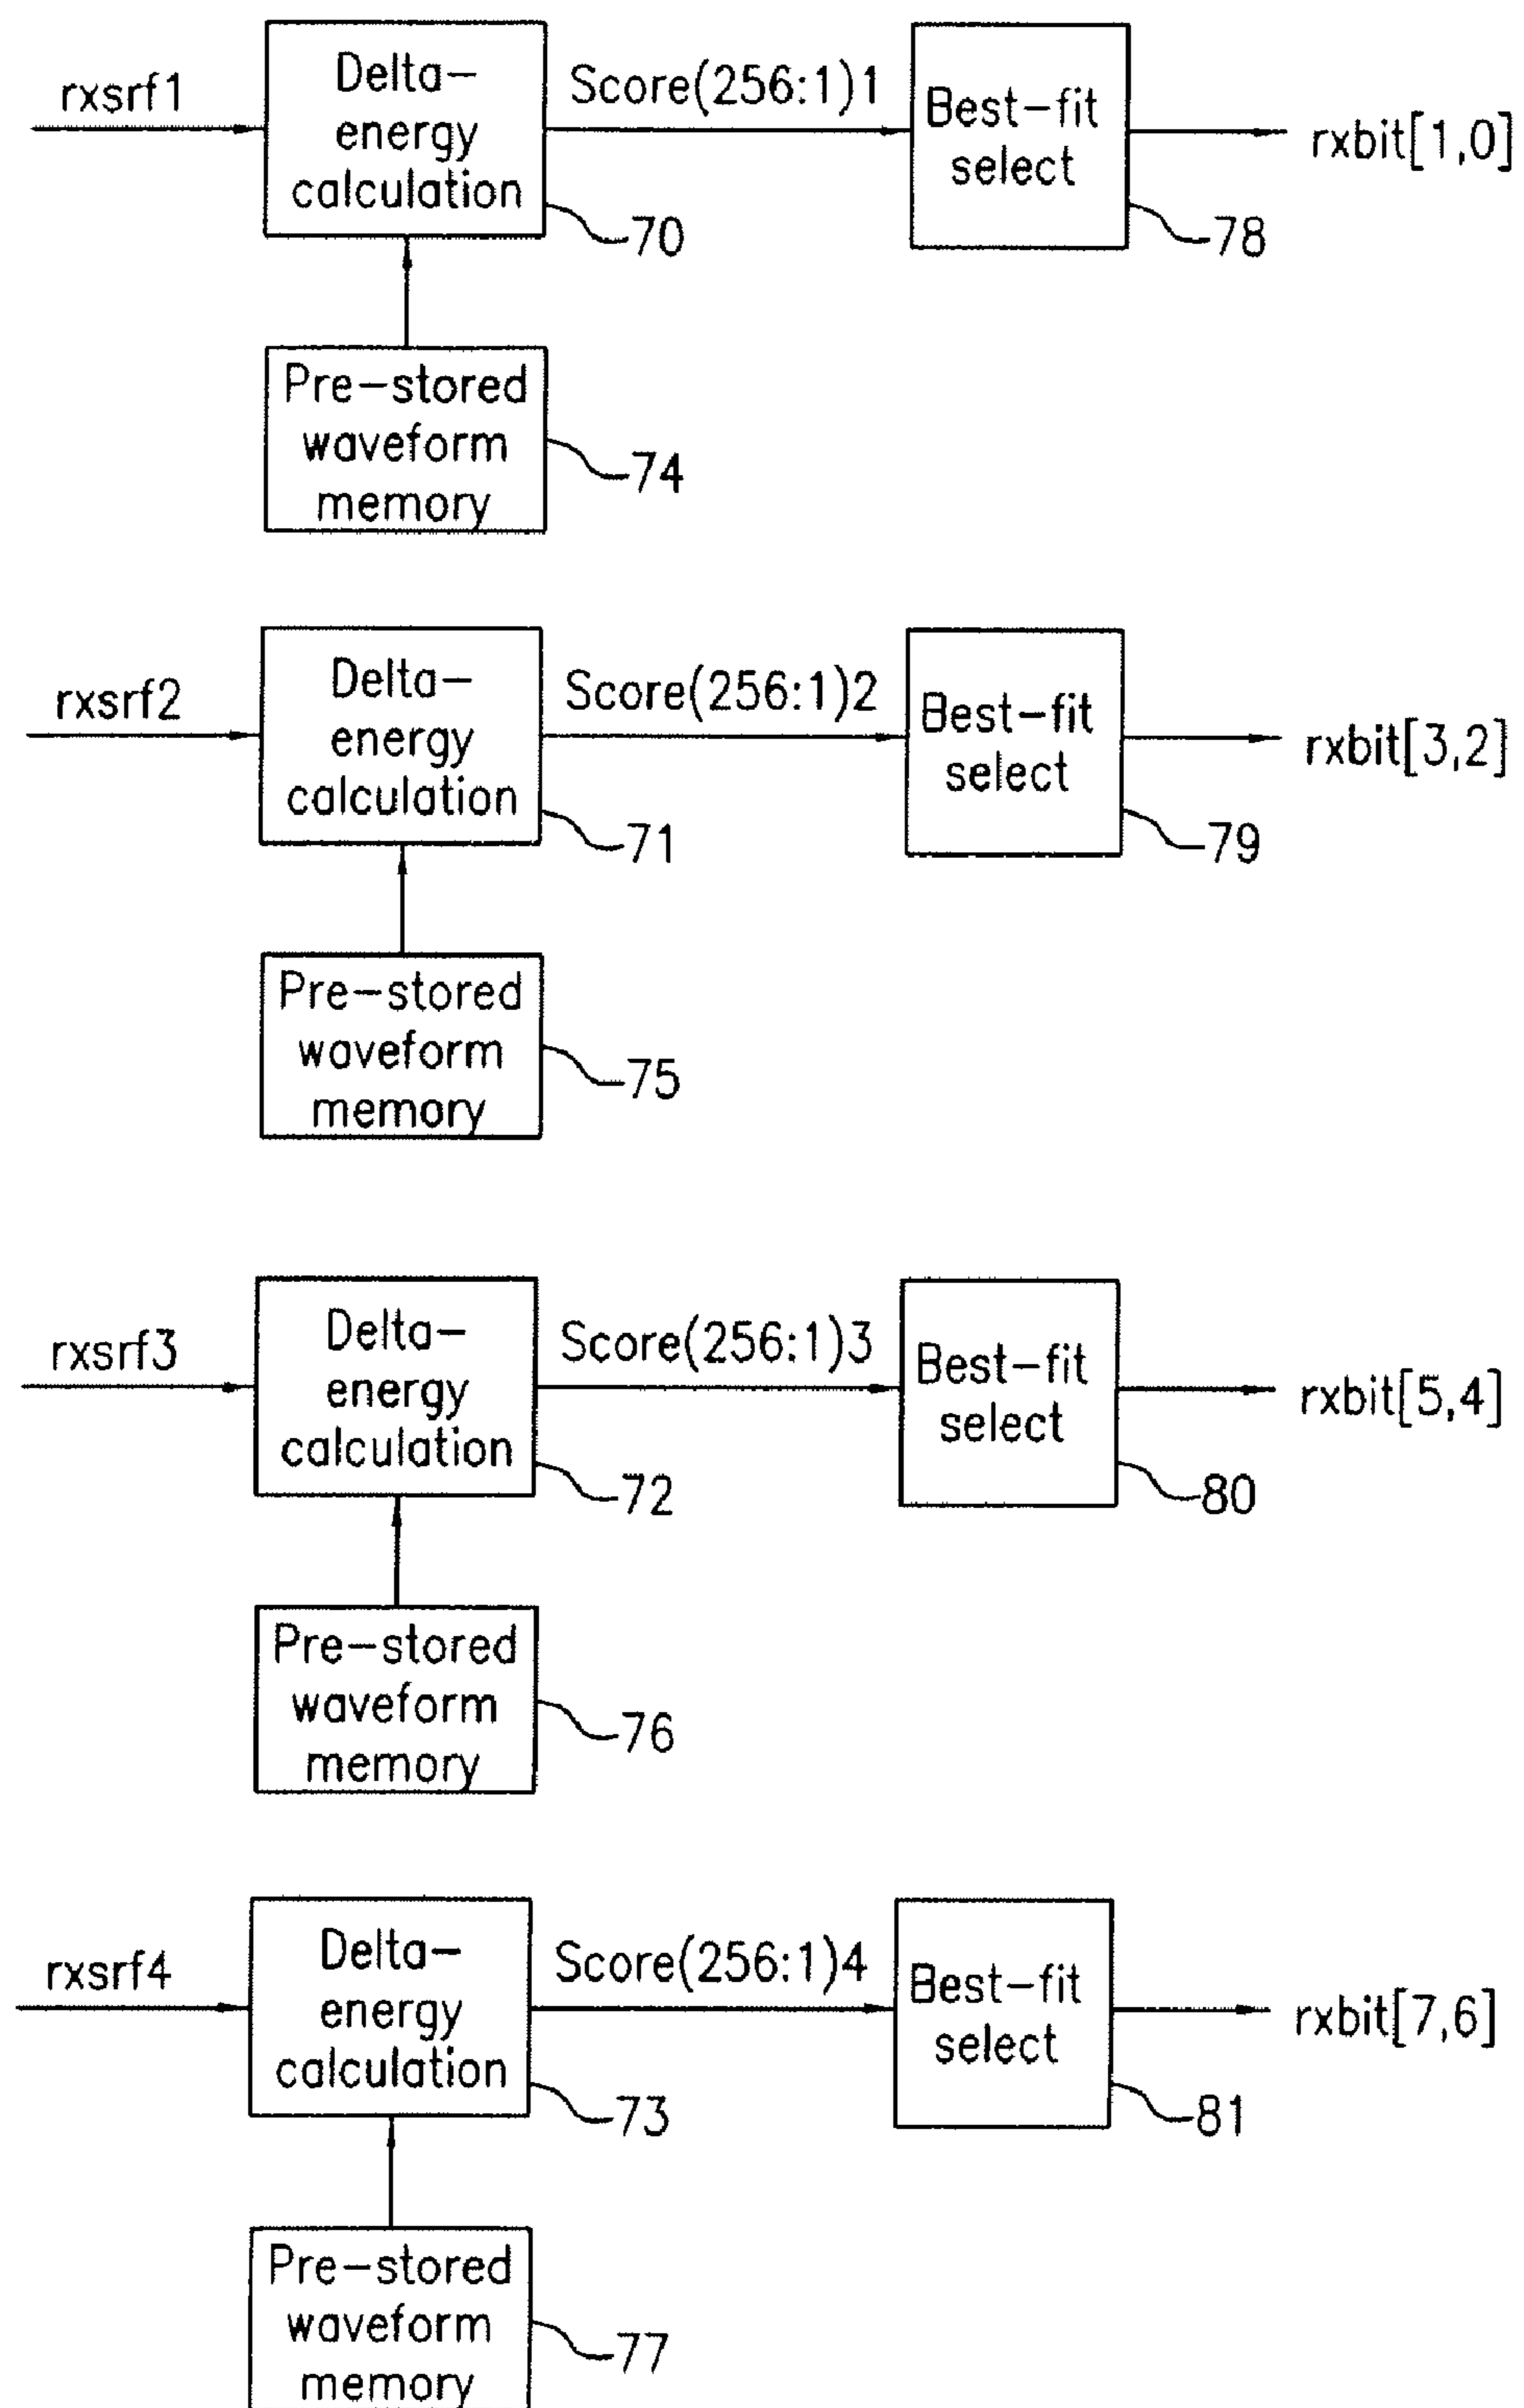 rxsrf1
Delta-
energy
calculation
70
Score(256:1)1
Best-fit
select
78
rxbit[1,0]
Pre-stored
waveform
memory
74
rxsrf2
Delta-
energy
calculation
71
Score(256:1)2
Best-fit
select
79
rxbit[3,2]
Pre-stored
waveform
memory
75
rxsrf3
Delta-
energy
calculation
72
Score(256:1)3
Best-fit
select
80
rxbit[5,4]
Pre-stored
waveform
memory
76
rxsrf4
Delta-
energy
calculation
73
Score(256:1)4
Best-fit
select
81
rxbit[7,6]
Pre-stored
waveform
memory
77